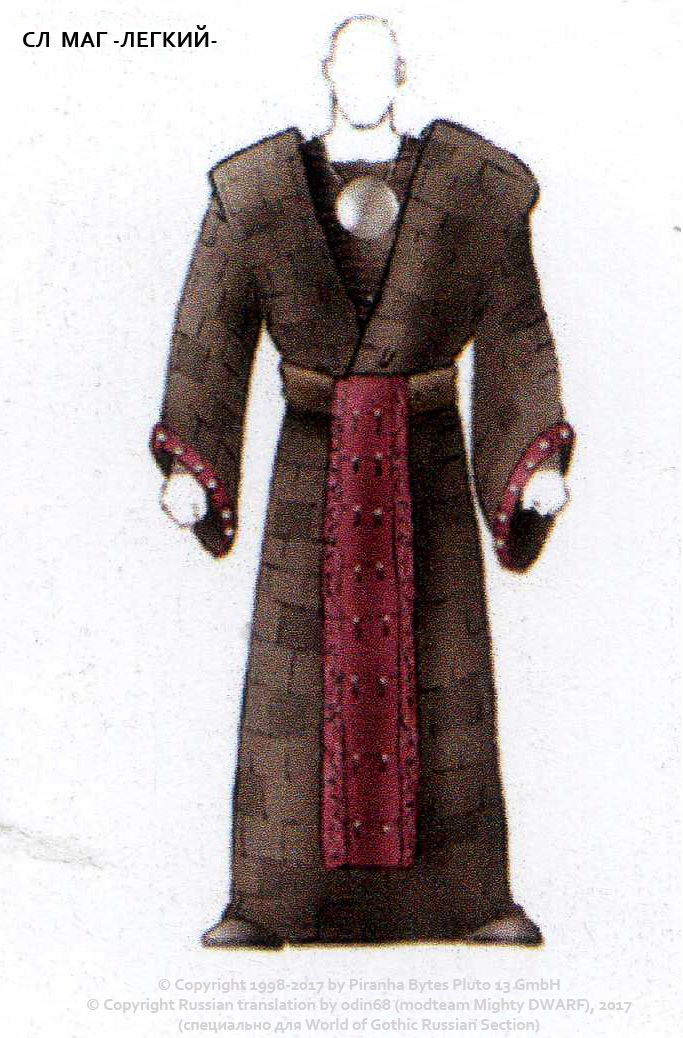 СЛ МАГ -ЛЕГКИЙ-
© Copyright 1998-2017 by Piranha Bytes Pluto 13 GmbH
© Copyright Russian translation by odin68 (modteam Mighty DWARF), 2017
(специально для World of Gothic Russian Section)